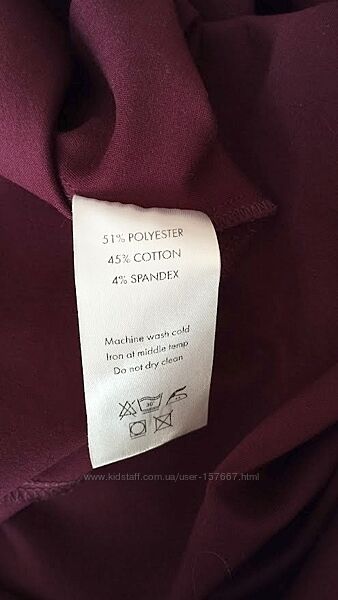 51% POLYESTER
45% COTTON
4% SPANDEX
Machine wash cold
Iron at middle temp
Do not dry clean
30°
www.kidstaff.com.ua/user-157667.html